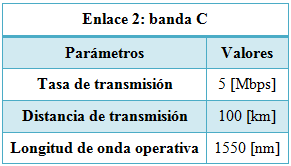 Enlace 2: banda C
Parámetros Valores
Tasa de transmisión 5 [Mbps]
Distancia de transmisión 100 [km]
Longitud de onda operativa 1550 [nm]